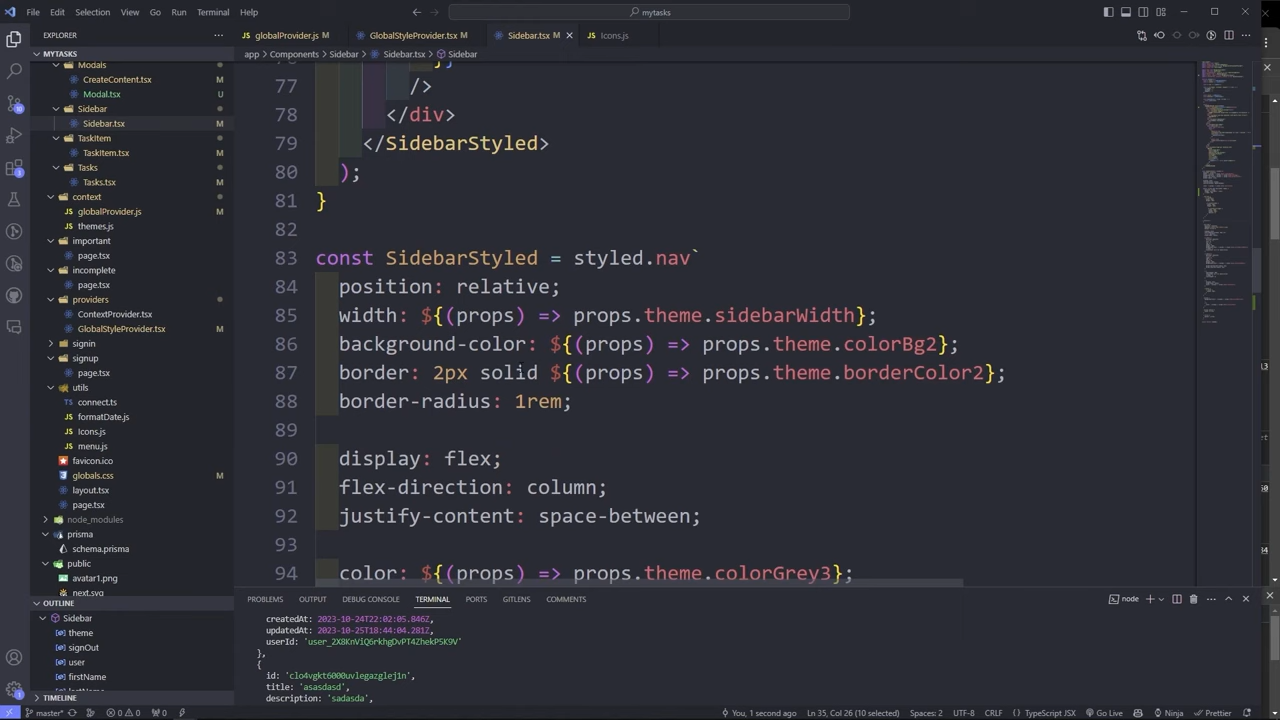 File Edit Selection View Go Run Terminal Help
mytasks
EXPLORER
MYTASKS
Modals
CreateContent.tsx
Modal.tsx U
Sidebar
Sidebar.tsx M
TaskItem
TaskItem.tsx M
Tasks
Tasks.tsx M
context
globalProvider.js M
themes.js
important
page.tsx
incomplete
page.tsx
providers
ContextProvider.tsx
GlobalStyleProvider.tsx M
signin
signup
page.tsx
utils
connect.ts
formatDate.js
Icons.js
menu.js
favicon.ico
globals.css M
layout.tsx
page.tsx
node_modules
prisma
schema.prisma
public
avatar1.png
next.svg
OUTLINE
Sidebar
theme
signOut
user
firstName
TIMELINE
globalProvider.js M GlobalStyleProvider.tsx M Sidebar.tsx M Icons.js
app > Components > Sidebar > Sidebar.tsx > Sidebar
77 />
78 </div>
79 </SidebarStyled>
80 );
81 }
82
83 const SidebarStyled = styled.nav`
84 position: relative;
85 width: ${(props) => props.theme.sidebarWidth};
86 background-color: ${(props) => props.theme.colorBg2};
87 border: 2px solid ${(props) => props.theme.borderColor2};
88 border-radius: 1rem;
89
90 display: flex;
91 flex-direction: column;
92 justify-content: space-between;
93
94 color: ${(props) => props.theme.colorGrey3};
PROBLEMS OUTPUT DEBUG CONSOLE TERMINAL PORTS GITLENS COMMENTS
node
createdAt: 2023-10-24T22:02:05.846Z,
updatedAt: 2023-10-25T18:44:04.281Z,
userId: 'user_2X8KnViQ6rkhgDvPT4ZhekP5K9V'
},
{
id: 'clo4vgkt6000uvlegazglej1n',
title: 'asasdasd',
description: 'sadasda',
master* 0 0 0 You, 1 second ago Ln 35, Col 26 (10 selected) Spaces: 2 UTF-8 CRLF TypeScript JSX Go Live Ninja Prettier